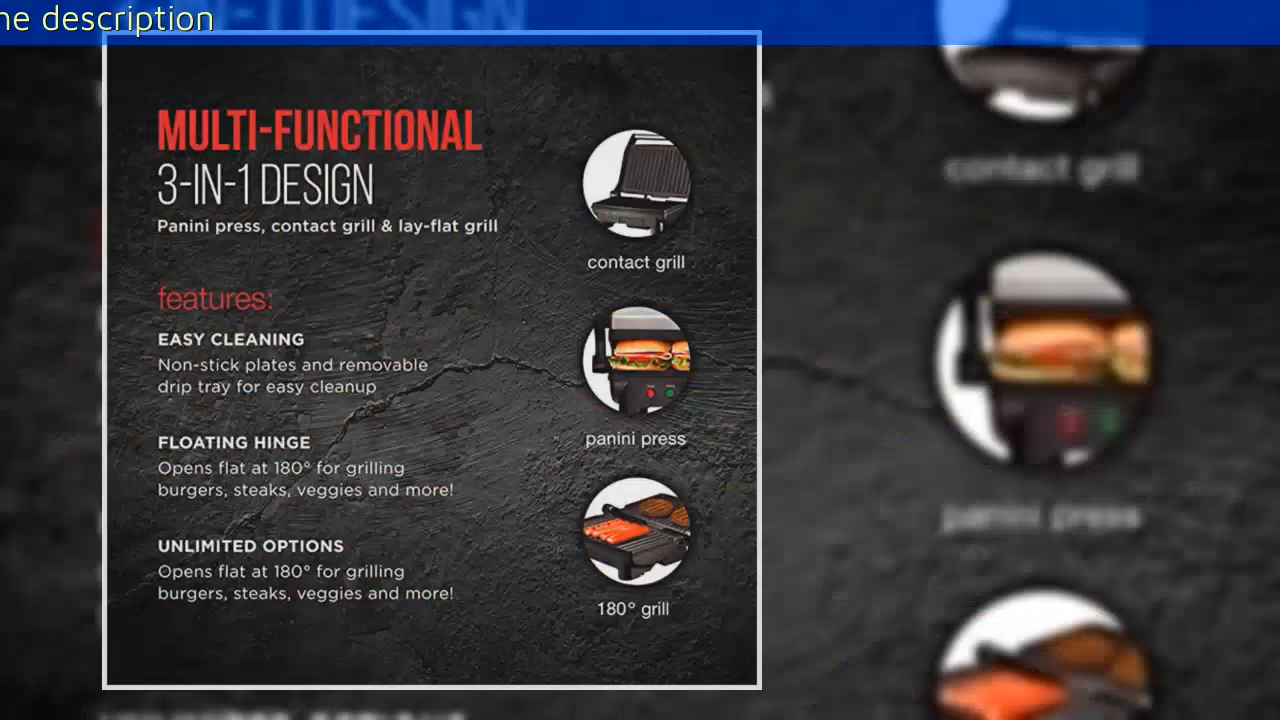 ne description
MULTI-FUNCTIONAL
3-IN-1 DESIGN
Panini press, contact grill & lay-flat grill
features:
EASY CLEANING
Non-stick plates and removable
drip tray for easy cleanup
FLOATING HINGE
Opens flat at 180° for grilling
burgers, steaks, veggies and more!
UNLIMITED OPTIONS
Opens flat at 180° for grilling
burgers, steaks, veggies and more!
contact grill
panini press
180° grill
contact grill
panini press